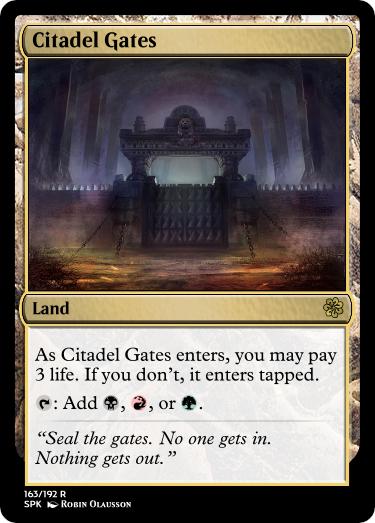 Citadel Gates
Land
As Citadel Gates enters, you may pay
3 life. If you don't, it enters tapped.
: Add , , or .
“Seal the gates. No one gets in.
Nothing gets out.”
163/192 R
SPK Robin Olausson